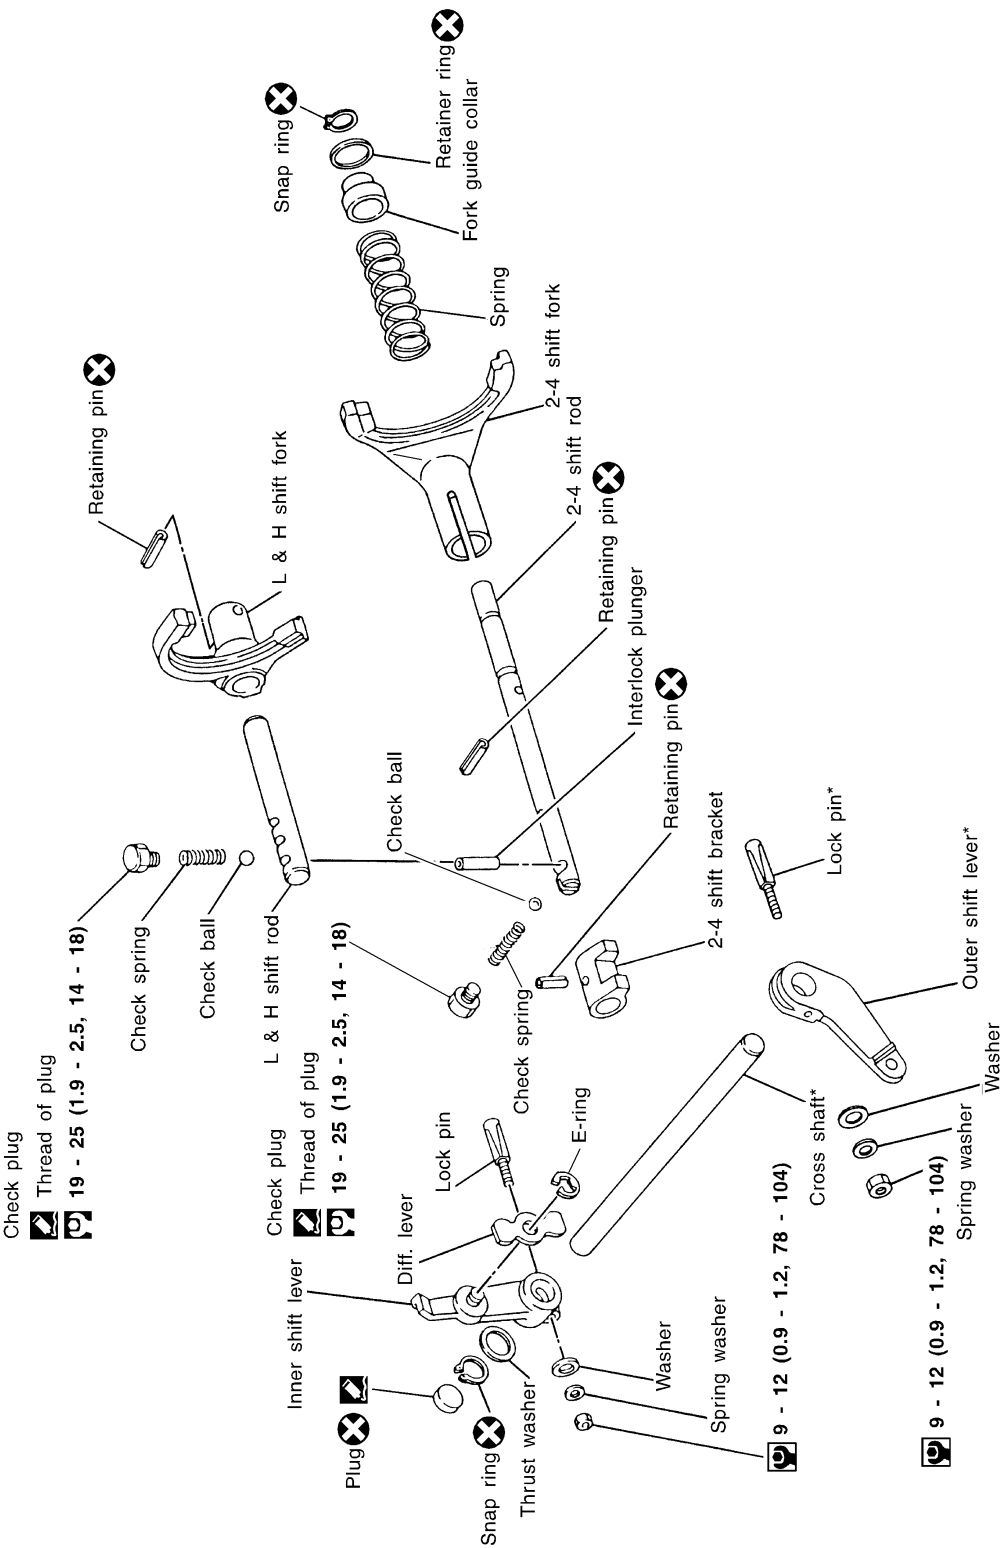 Check plug
Thread of plug
19 - 25 (1.9 - 2.5, 14 - 18)
Check spring
Check ball
L & H shift rod
Retaining pin
L & H shift fork
Snap ring
Retainer ring
Fork guide collar
Spring
2-4 shift fork
2-4 shift rod
Retaining pin
Interlock plunger
Check ball
Retaining pin
2-4 shift bracket
Check plug
Thread of plug
19 - 25 (1.9 - 2.5, 14 - 18)
Check spring
Lock pin
E-ring
Diff. lever
Inner shift lever
Plug
Snap ring
Thrust washer
Washer
Spring washer
9 - 12 (0.9 - 1.2, 78 - 104)
Cross shaft*
Lock pin*
Outer shift lever*
Washer
Spring washer
9 - 12 (0.9 - 1.2, 78 - 104)